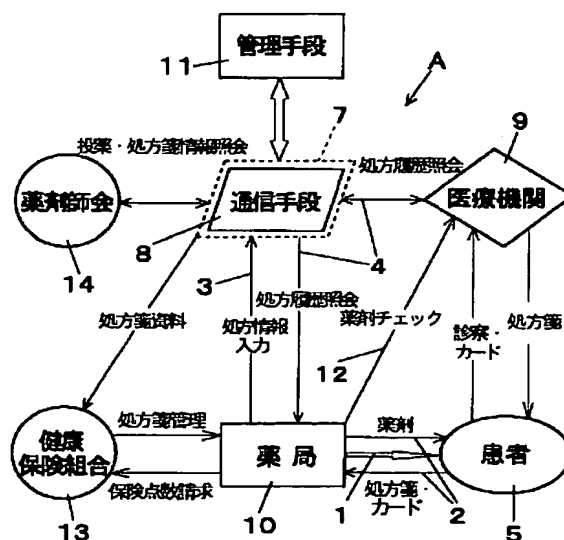 管理手段
11
A
7
9
投薬・処方箋情報照会
処方履歴照会
薬剤師会
通信手段
医療機関
14
8
3
4
処方箋資料
処方情報
入力
処方履歴照会
薬剤チェック
12
診察・
カード
処方箋
健康
保険組合
処方箋管理
保険点数請求
薬局
薬剤
処方箋・
カード
患者
13
10
1
2
5